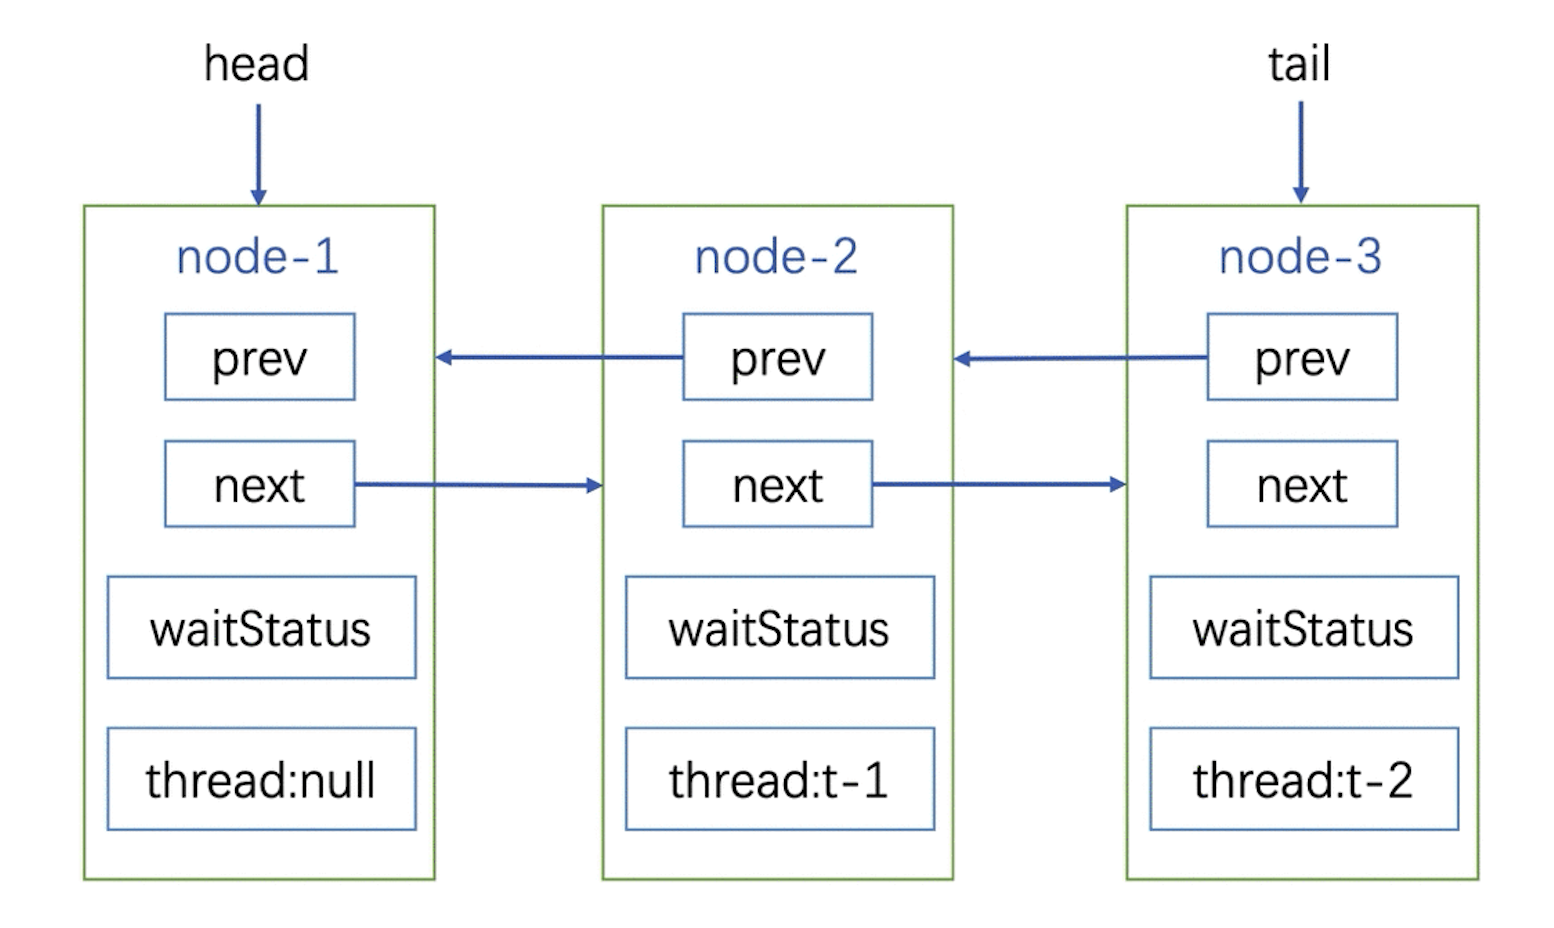 head
tail
node-1
prev
next
waitStatus
thread:null
node-2
prev
next
waitStatus
thread:t-1
node-3
prev
next
waitStatus
thread:t-2